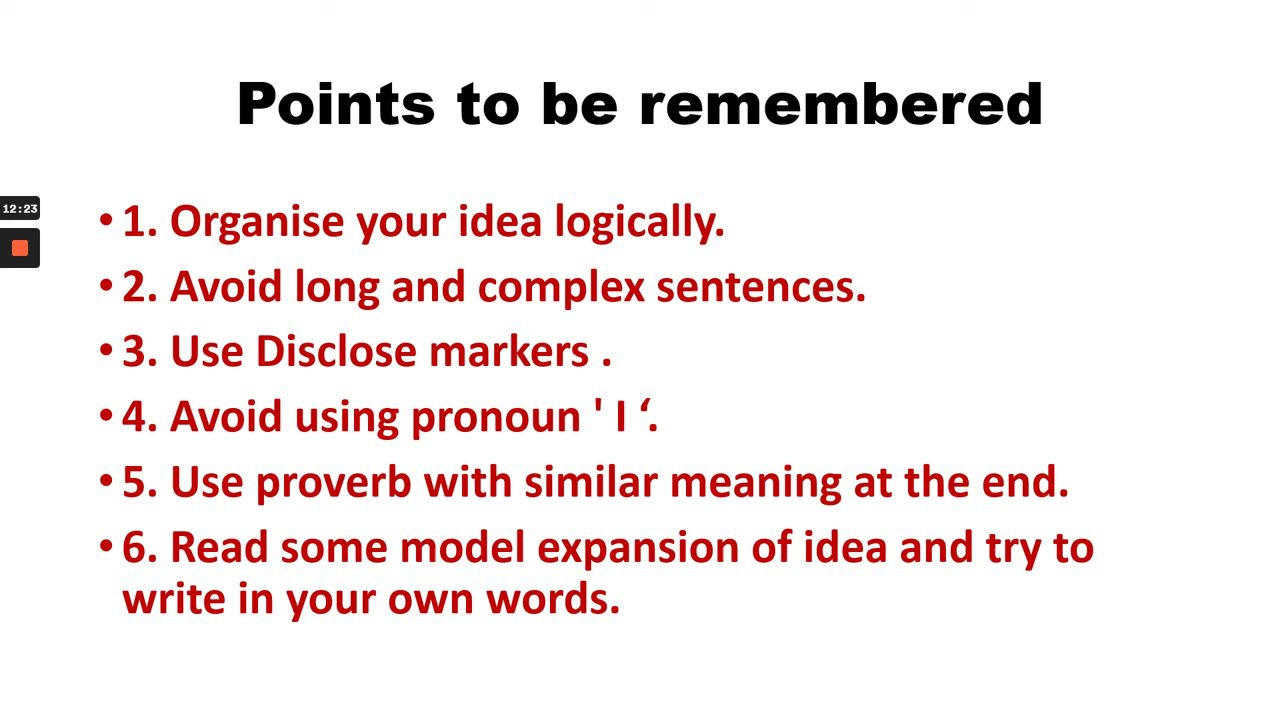 Points to be remembered
12:23
• 1. Organise your idea logically.
• 2. Avoid long and complex sentences.
• 3. Use Disclose markers .
• 4. Avoid using pronoun ' I ‘.
• 5. Use proverb with similar meaning at the end.
• 6. Read some model expansion of idea and try to
write in your own words.